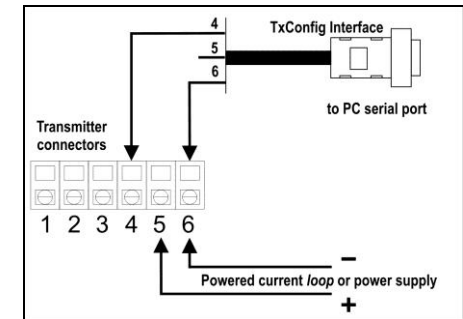 4
TxConfig Interface
5
6
to PC serial port
Transmitter
connectors
1 2 3 4 5 6
−
Powered current loop or power supply
+